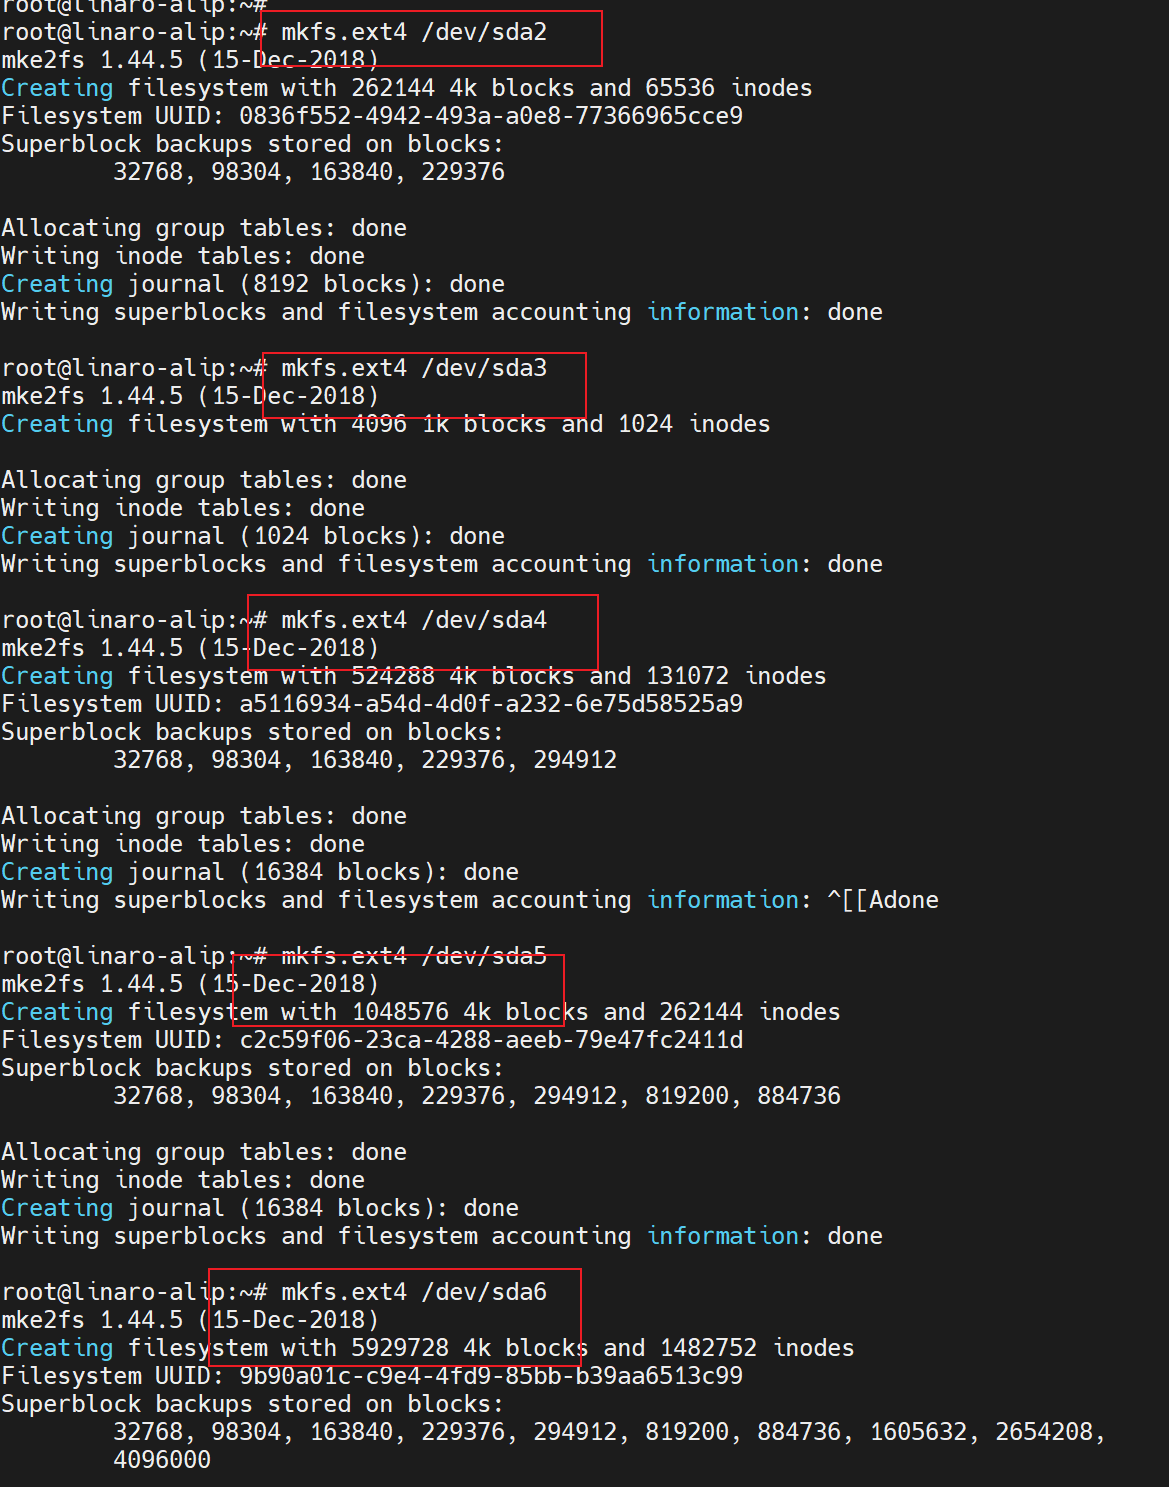 root@linaro-alip:~#
root@linaro-alip:~# mkfs.ext4 /dev/sda2
mke2fs 1.44.5 (15-Dec-2018)
Creating filesystem with 262144 4k blocks and 65536 inodes
Filesystem UUID: 0836f552-4942-493a-a0e8-77366965cce9
Superblock backups stored on blocks:
        32768, 98304, 163840, 229376

Allocating group tables: done
Writing inode tables: done
Creating journal (8192 blocks): done
Writing superblocks and filesystem accounting information: done

root@linaro-alip:~# mkfs.ext4 /dev/sda3
mke2fs 1.44.5 (15-Dec-2018)
Creating filesystem with 4096 1k blocks and 1024 inodes

Allocating group tables: done
Writing inode tables: done
Creating journal (1024 blocks): done
Writing superblocks and filesystem accounting information: done

root@linaro-alip:~# mkfs.ext4 /dev/sda4
mke2fs 1.44.5 (15-Dec-2018)
Creating filesystem with 524288 4k blocks and 131072 inodes
Filesystem UUID: a5116934-a54d-4d0f-a232-6e75d58525a9
Superblock backups stored on blocks:
        32768, 98304, 163840, 229376, 294912

Allocating group tables: done
Writing inode tables: done
Creating journal (16384 blocks): done
Writing superblocks and filesystem accounting information: ^[[Adone

root@linaro-alip:~# mkfs.ext4 /dev/sda5
mke2fs 1.44.5 (15-Dec-2018)
Creating filesystem with 1048576 4k blocks and 262144 inodes
Filesystem UUID: c2c59f06-23ca-4288-aeeb-79e47fc2411d
Superblock backups stored on blocks:
        32768, 98304, 163840, 229376, 294912, 819200, 884736

Allocating group tables: done
Writing inode tables: done
Creating journal (16384 blocks): done
Writing superblocks and filesystem accounting information: done

root@linaro-alip:~# mkfs.ext4 /dev/sda6
mke2fs 1.44.5 (15-Dec-2018)
Creating filesystem with 5929728 4k blocks and 1482752 inodes
Filesystem UUID: 9b90a01c-c9e4-4fd9-85bb-b39aa6513c99
Superblock backups stored on blocks:
        32768, 98304, 163840, 229376, 294912, 819200, 884736, 1605632, 2654208,
        4096000